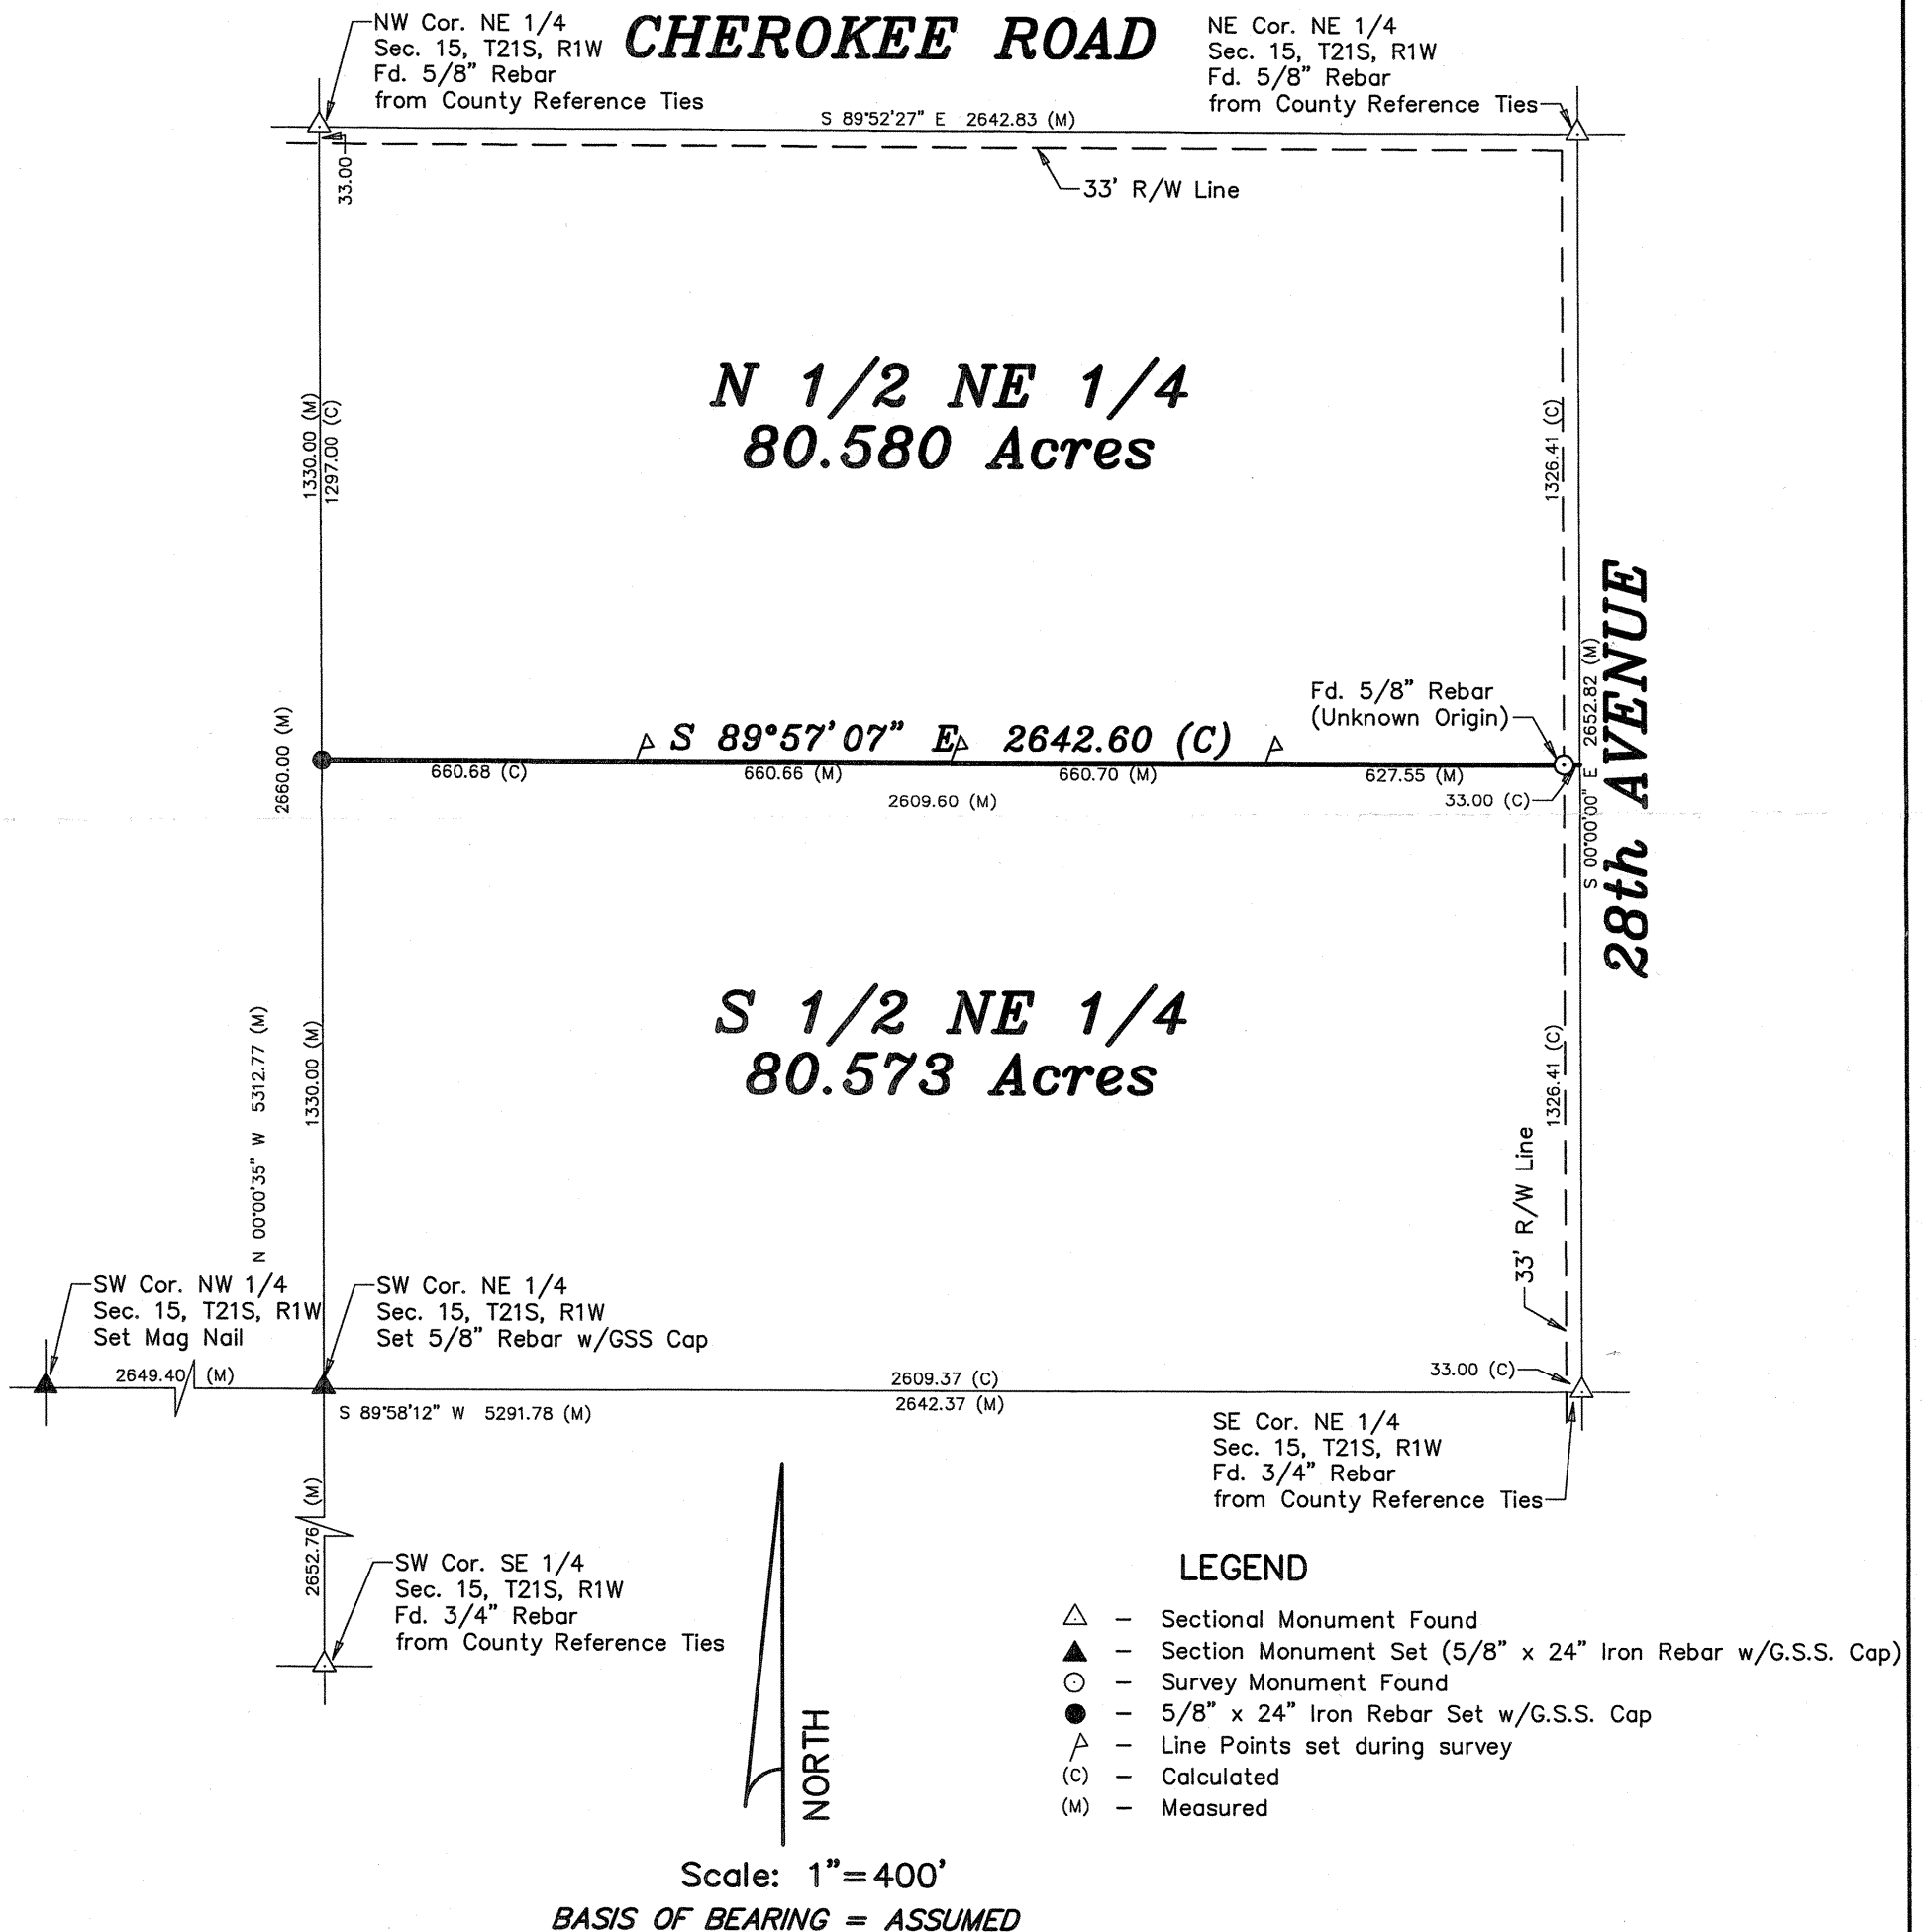 CHEROKEE ROAD
NW Cor. NE 1/4
Sec. 15, T21S, R1W
Fd. 5/8" Rebar
from County Reference Ties
NE Cor. NE 1/4
Sec. 15, T21S, R1W
Fd. 5/8" Rebar
from County Reference Ties
S 89°52'27" E 2642.83 (M)
33.00
33' R/W Line
N 1/2 NE 1/4
80.580 Acres
1330.00 (M)
1297.00 (C)
1326.41 (C)
28th AVENUE
S 00°00'00" E 2652.82 (M)
Fd. 5/8" Rebar
(Unknown Origin)
2660.00 (M)
S 89°57'07" E 2642.60 (C)
660.68 (C)
660.66 (M)
660.70 (M)
627.55 (M)
2609.60 (M)
33.00 (C)
S 1/2 NE 1/4
80.573 Acres
N 00°00'35" W 5312.77 (M)
1330.00 (M)
1326.41 (C)
33' R/W Line
SW Cor. NW 1/4
Sec. 15, T21S, R1W
Set Mag Nail
SW Cor. NE 1/4
Sec. 15, T21S, R1W
Set 5/8" Rebar w/GSS Cap
2649.40 (M)
2609.37 (C)
33.00 (C)
S 89°58'12" W 5291.78 (M)
2642.37 (M)
SE Cor. NE 1/4
Sec. 15, T21S, R1W
Fd. 3/4" Rebar
from County Reference Ties
2652.76 (M)
SW Cor. SE 1/4
Sec. 15, T21S, R1W
Fd. 3/4" Rebar
from County Reference Ties
NORTH
LEGEND
– Sectional Monument Found
– Section Monument Set (5/8" x 24" Iron Rebar w/G.S.S. Cap)
– Survey Monument Found
– 5/8" x 24" Iron Rebar Set w/G.S.S. Cap
– Line Points set during survey
(C) – Calculated
(M) – Measured
Scale: 1"=400'
BASIS OF BEARING = ASSUMED